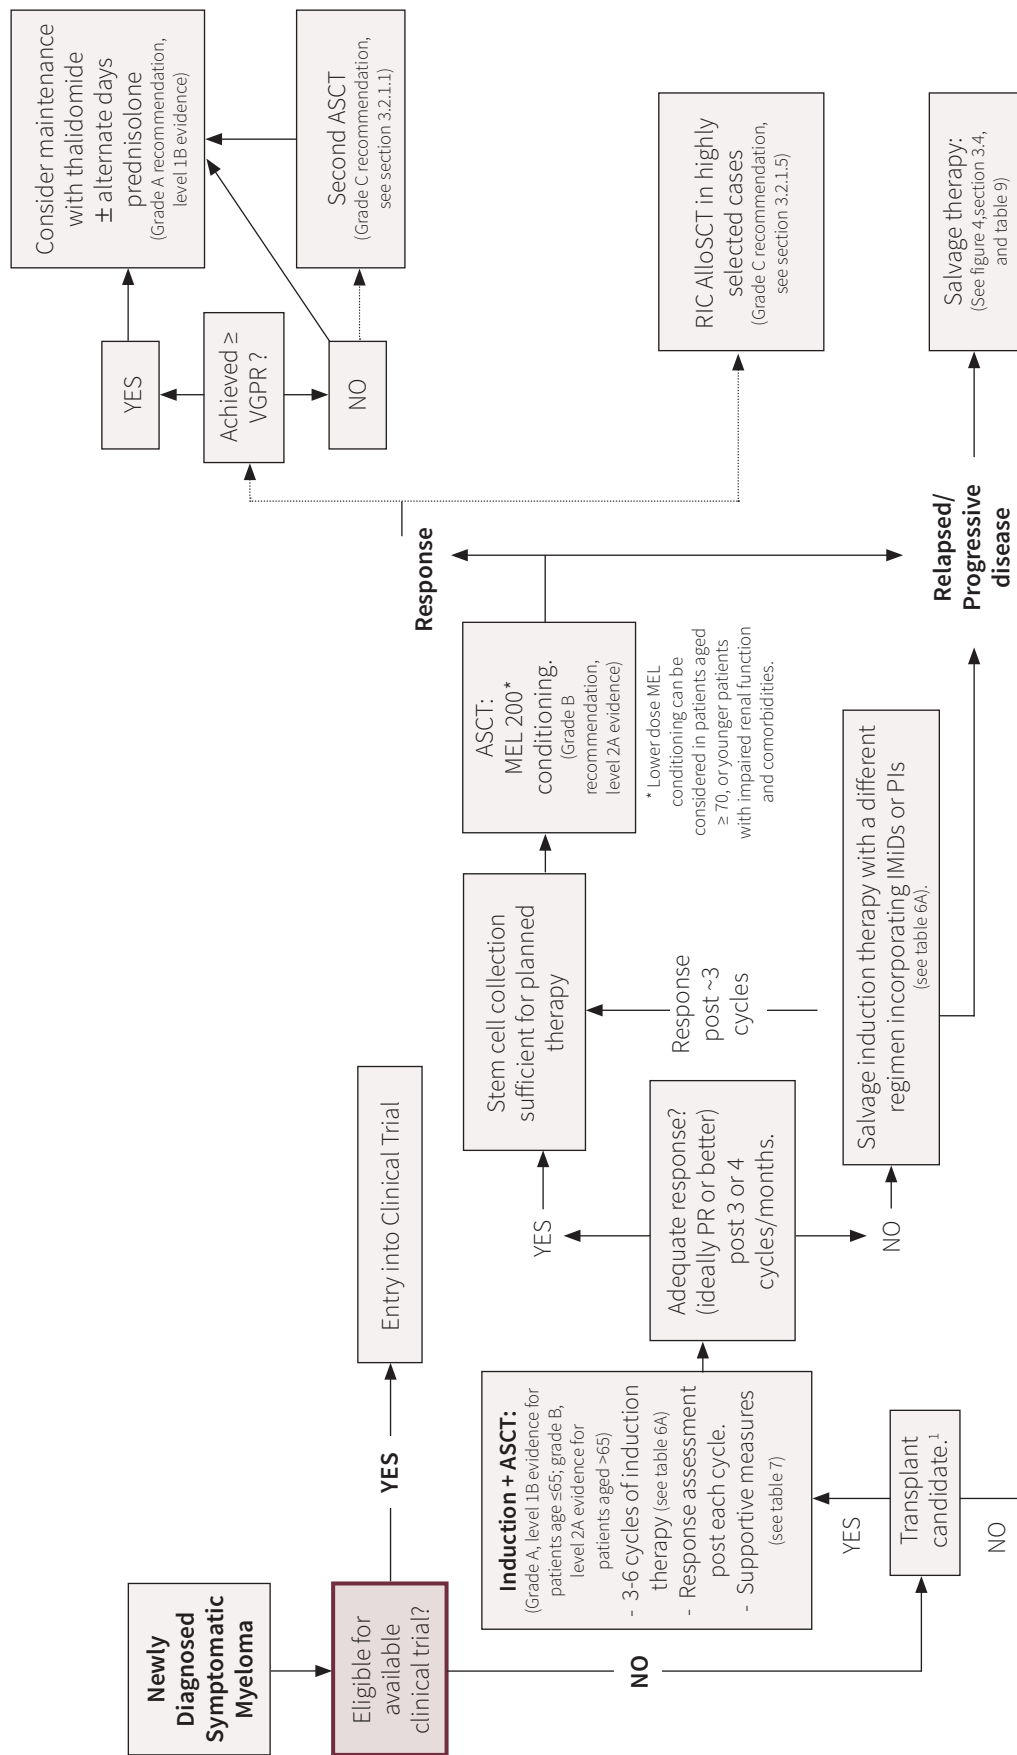 Newly
Diagnosed
Symptomatic
Myeloma
Eligible for
available
clinical trial?
YES
Entry into Clinical Trial
NO
Transplant
candidate.1
YES
NO
Induction + ASCT:
(Grade A, level 1B evidence for
patients age ≤65; grade B,
level 2A evidence for
patients aged >65)
- 3-6 cycles of induction
therapy (see table 6A)
- Response assessment
post each cycle.
- Supportive measures
(see table 7)
Adequate response?
(ideally PR or better)
post 3 or 4
cycles/months.
YES
NO
Stem cell collection
sufficient for planned
therapy
Response
post ~3
cycles
Salvage induction therapy with a different
regimen incorporating IMiDs or PIs
(see table 6A).
ASCT:
MEL 200*
conditioning.
(Grade B
recommendation,
level 2A evidence)
* Lower dose MEL
conditioning can be
considered in patients aged
≥ 70, or younger patients
with impaired renal function
and comorbidities.
Response
Relapsed/
Progressive
disease
Achieved ≥
VGPR ?
YES
NO
Consider maintenance
with thalidomide
± alternate days
prednisolone
(Grade A recommendation,
level 1B evidence)
Second ASCT
(Grade C recommendation,
see section 3.2.1.1)
RIC AlloSCT in highly
selected cases
(Grade C recommendation,
see section 3.2.1.5)
Salvage therapy:
(See figure 4,section 3.4,
and table 9)